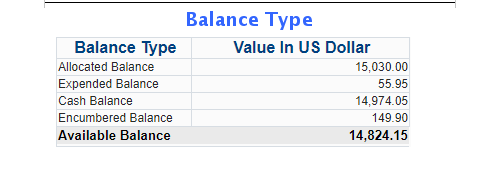 Balance Type
Balance Type Value In US Dollar
Allocated Balance 15,030.00
Expended Balance 55.95
Cash Balance 14,974.05
Encumbered Balance 149.90
Available Balance 14,824.15